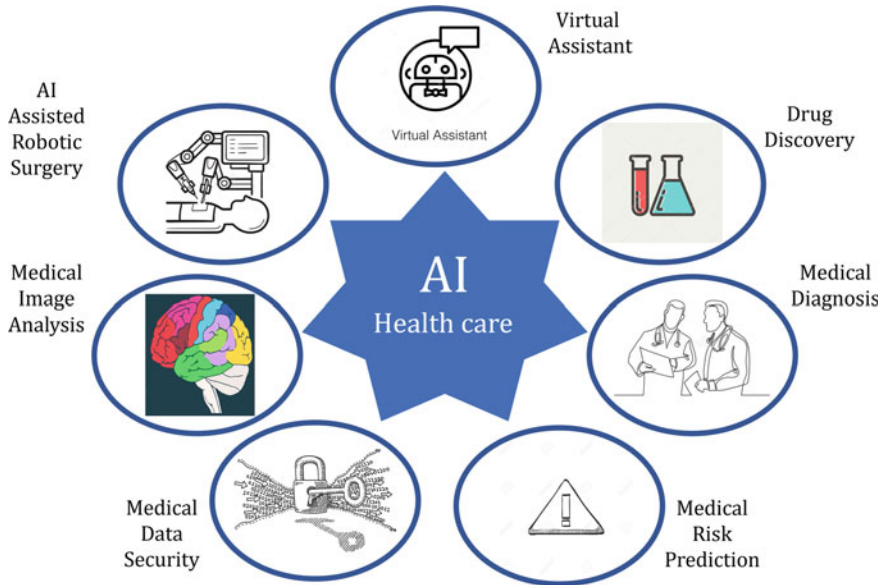 Virtual
Assistant
Virtual Assistant
AI
Assisted
Robotic
Surgery
Drug
Discovery
AI
Health care
Medical
Image
Analysis
Medical
Diagnosis
Medical
Data
Security
Medical
Risk
Prediction